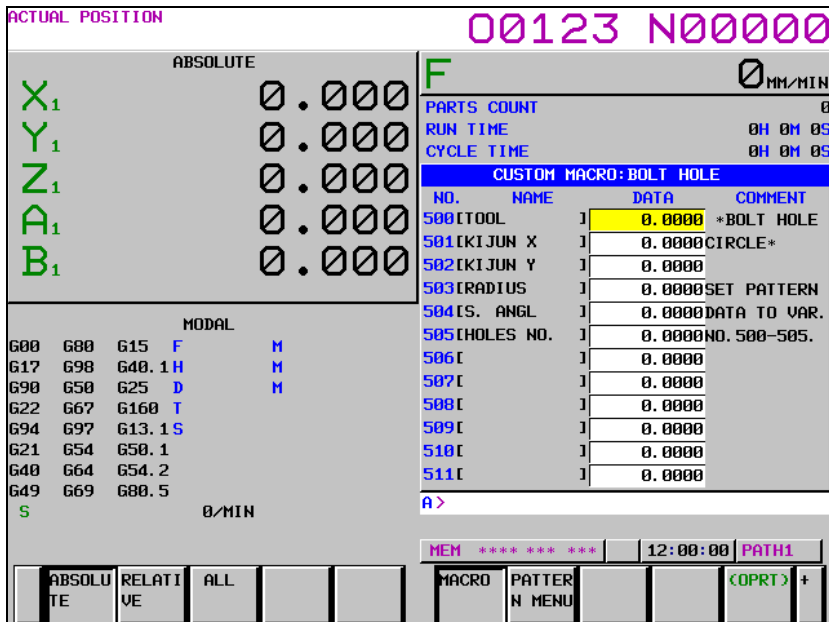 ACTUAL POSITION
O0123 N00000
ABSOLUTE
X1 0.000
Y1 0.000
Z1 0.000
A1 0.000
B1 0.000
MODAL
G00 G80 G15 F M
G17 G98 G40.1 H M
G90 G50 G25 D M
G22 G67 G160 T
G94 G97 G13.1 S
G21 G54 G50.1
G40 G64 G54.2
G49 G69 G80.5
S 0/MIN
F 0 MM/MIN
PARTS COUNT 0
RUN TIME 0H 0M 0S
CYCLE TIME 0H 0M 0S
CUSTOM MACRO:BOLT HOLE
NO. NAME DATA COMMENT
500[TOOL ] 0.0000 *BOLT HOLE
501[KIJUN X ] 0.0000 CIRCLE*
502[KIJUN Y ] 0.0000
503[RADIUS ] 0.0000 SET PATTERN
504[S. ANGL ] 0.0000 DATA TO VAR.
505[HOLES NO. ] 0.0000 NO.500-505.
506[ ] 0.0000
507[ ] 0.0000
508[ ] 0.0000
509[ ] 0.0000
510[ ] 0.0000
511[ ] 0.0000
A>
MEM **** *** *** 12:00:00 PATH1
ABSOLU
TE
RELATI
VE
ALL
MACRO
PATTER
N MENU
(OPRT)
+